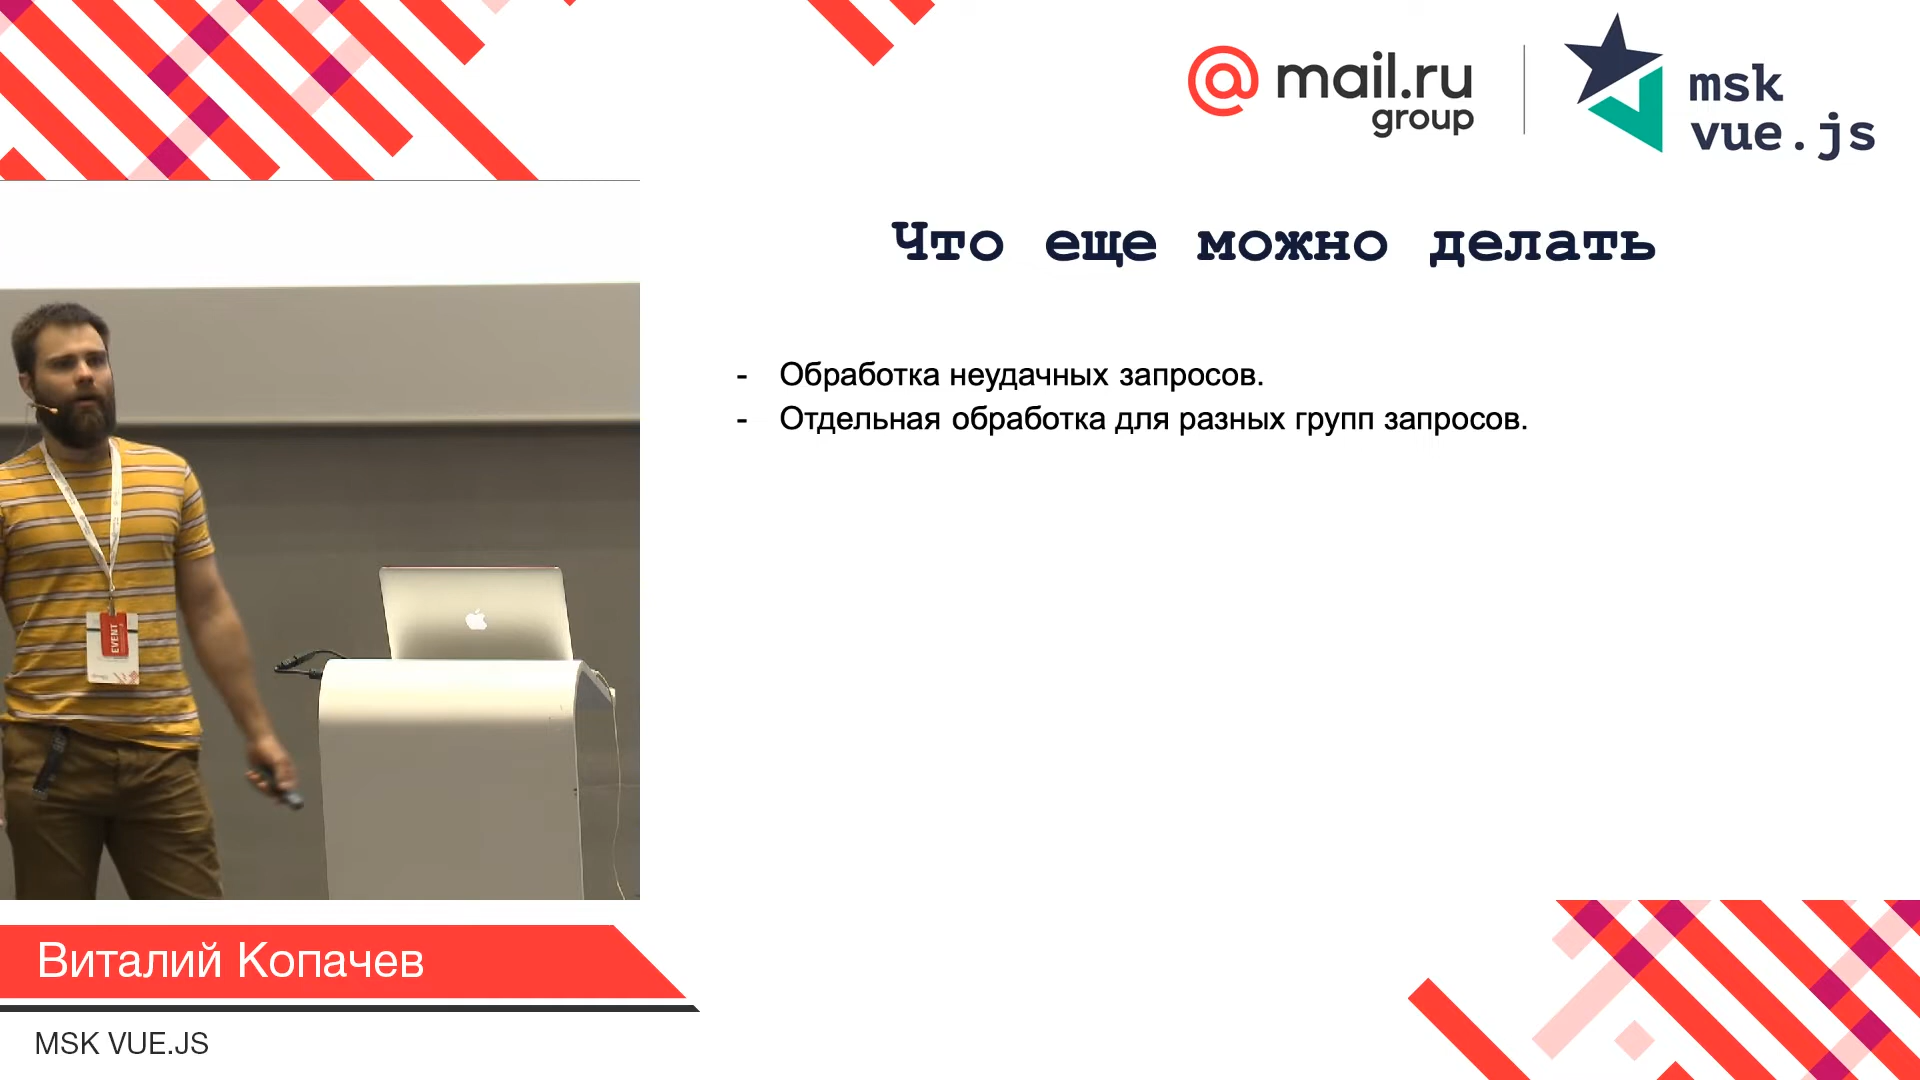 mail.ru
group
msk
vue.js
Что еще можно делать
- Обработка неудачных запросов.
- Отдельная обработка для разных групп запросов.
EVENT
Виталий Копачев
MSK VUE.JS